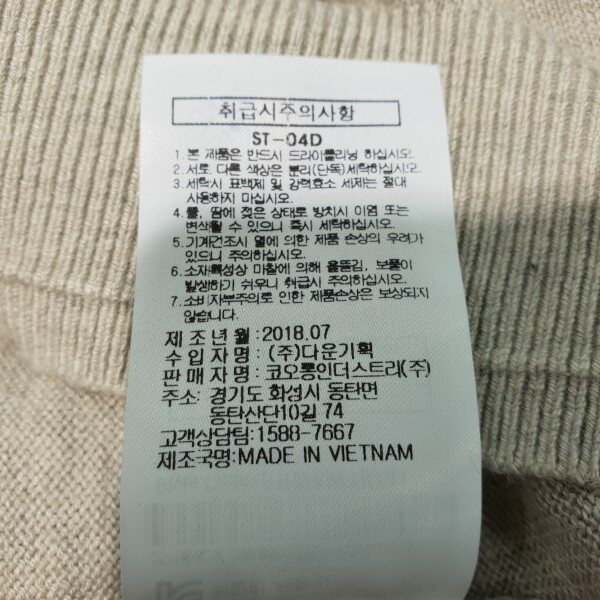 취급시주의사항
ST-04D
1. 본 제품은 반드시 드라이클리닝 하십시오.
2. 서로 다른 색상은 분리(단독)세탁하십시오.
3. 세탁시 표백제 및 강력효소 세제는 절대
사용하지 마십시오.
4. 물, 땀에 젖은 상태로 방치시 이염 또는
변색될 수 있으니 즉시 세탁하십시오.
5. 기계건조시 열에 의한 제품 손상의 우려가
있으니 주의하십시오.
6. 소재특성상 마찰에 의해 올뜯김, 보풀이
발생하기 쉬우니 취급시 주의하십시오.
7. 소비자부주의로 인한 제품손상은 보상되지
않습니다.
제 조 년 월 : 2018.07
수 입 자 명 : (주)다운기획
판 매 자 명 : 코오롱인더스트리(주)
주소: 경기도 화성시 동탄면
동탄산단10길 74
고객상담팀:1588-7667
제조국명:MADE IN VIETNAM